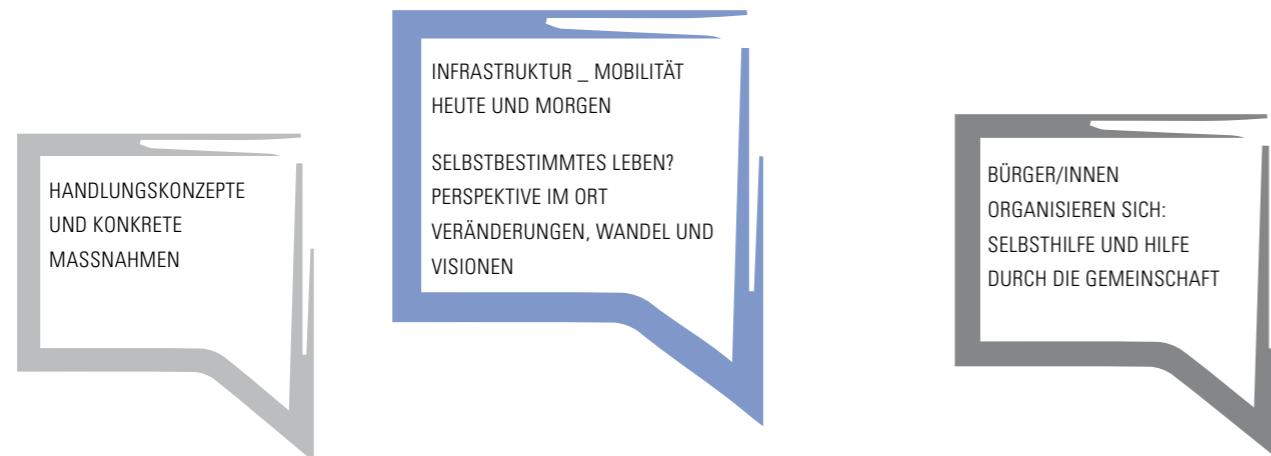 HANDLUNGSKONZEPTE
UND KONKRETE
MASSNAHMEN
INFRASTRUKTUR _ MOBILITÄT
HEUTE UND MORGEN
SELBSTBESTIMMTES LEBEN?
PERSPEKTIVE IM ORT
VERÄNDERUNGEN, WANDEL UND
VISIONEN
BÜRGER/INNEN
ORGANISIEREN SICH:
SELBSTHILFE UND HILFE
DURCH DIE GEMEINSCHAFT